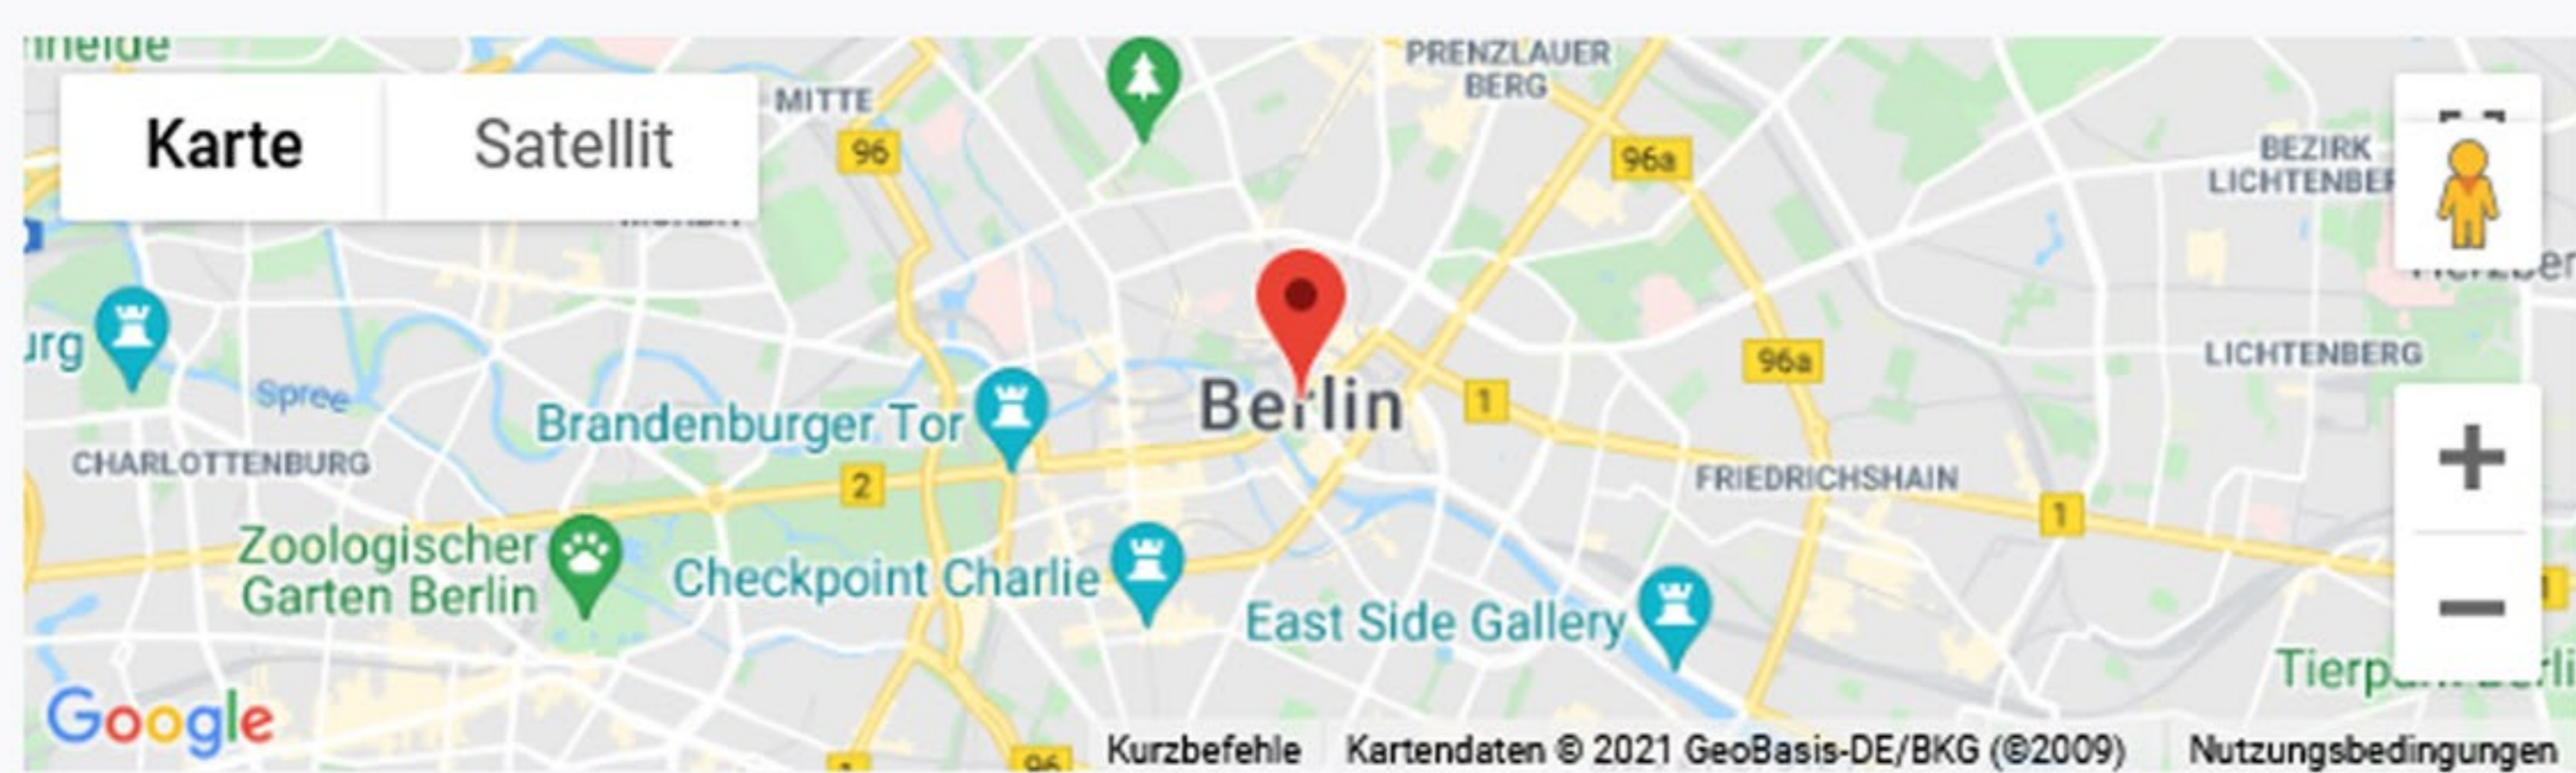 PRENZLAUER
BERG
MITTE
Karte
Satellit
96
96a
BEZIRK
Spree
Brandenburger Tor
Berlin
1
96a
LICHTENBERG
CHARLOTTENBURG
2
FRIEDRICHSHAIN
1
Zoologischer
Garten Berlin
Checkpoint Charlie
East Side Gallery
Google
96
Kurzbefehle
Kartendaten © 2021 GeoBasis-DE/BKG (©2009)
Nutzungsbedingungen